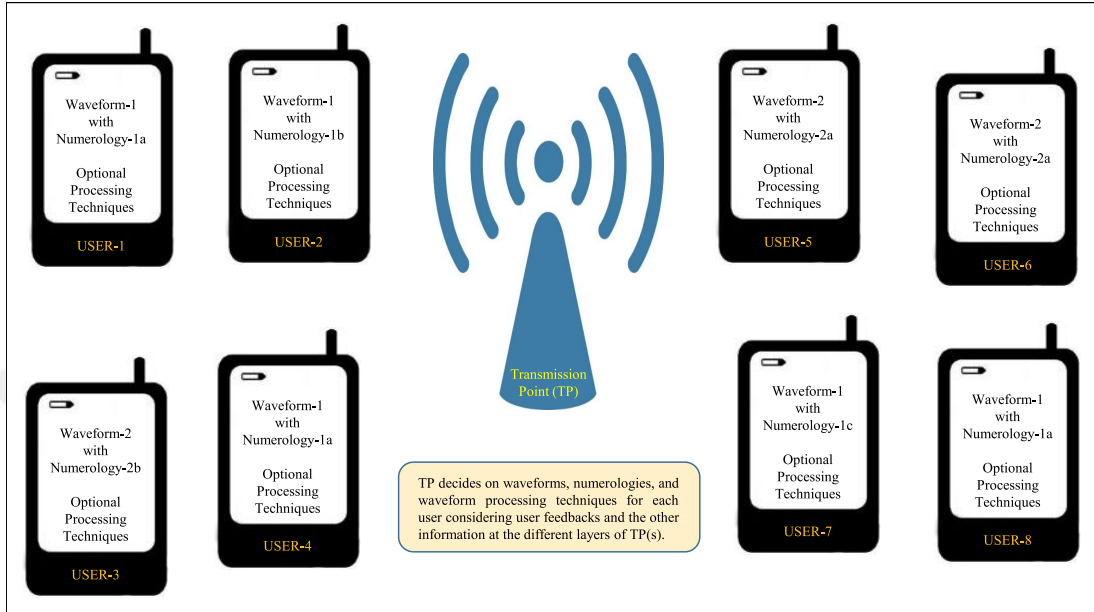 Waveform-1
with
Numerology-1a
Optional
Processing
Techniques
USER-1
Waveform-1
with
Numerology-1b
Optional
Processing
Techniques
USER-2
Waveform-2
with
Numerology-2a
Optional
Processing
Techniques
USER-5
Waveform-2
with
Numerology-2a
Optional
Processing
Techniques
USER-6
Waveform-2
with
Numerology-2b
Optional
Processing
Techniques
USER-3
Waveform-1
with
Numerology-1a
Optional
Processing
Techniques
USER-4
Transmission
Point (TP)
TP decides on waveforms, numerologies, and
waveform processing techniques for each
user considering user feedbacks and the other
information at the different layers of TP(s).
Waveform-1
with
Numerology-1c
Optional
Processing
Techniques
USER-7
Waveform-1
with
Numerology-1a
Optional
Processing
Techniques
USER-8